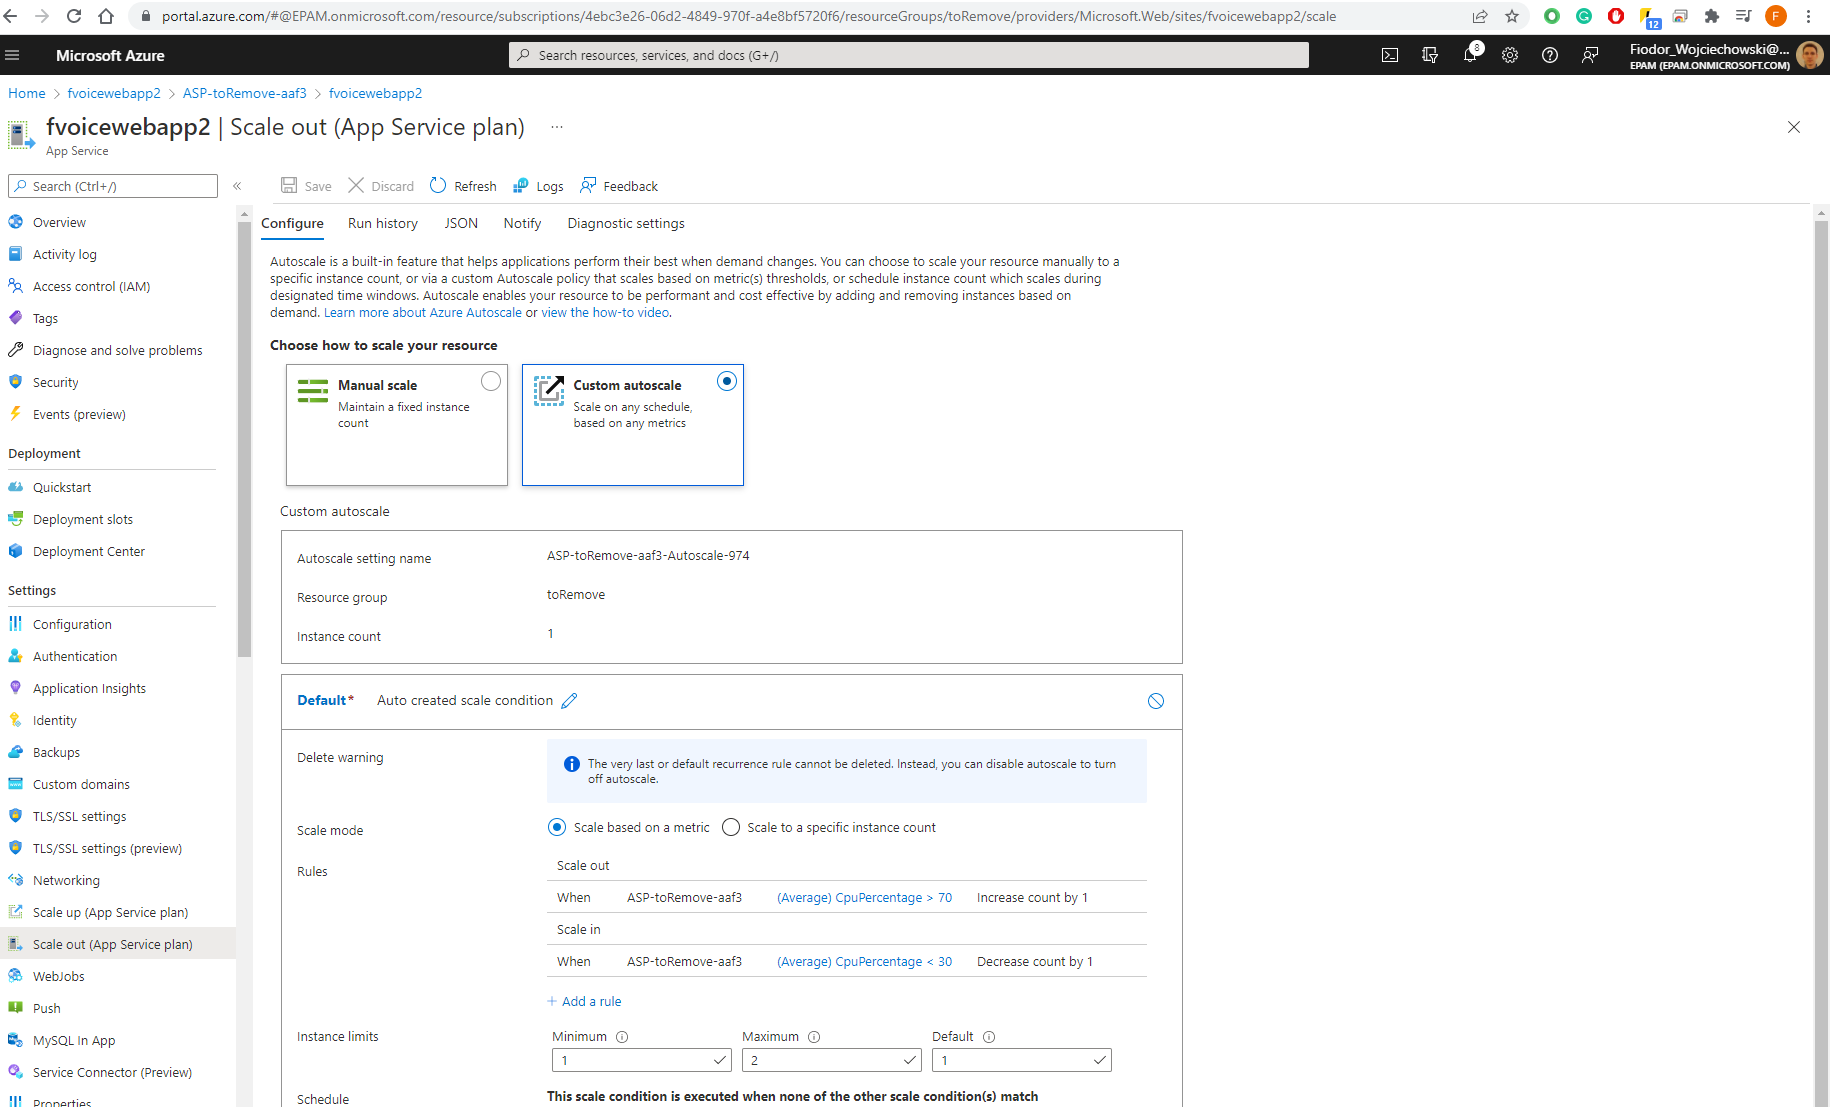 portal.azure.com/#@EPAM.onmicrosoft.com/resource/subscriptions/4ebc3e26-06d2-4849-970f-a4e8bf5720f6/resourceGroups/toRemove/providers/Microsoft.Web/sites/fvoicewebapp2/scale
12
F
Microsoft Azure
Search resources, services, and docs (G+/)
8
Fiodor_Wojciechowski@...
EPAM (EPAM.ONMICROSOFT.COM)
Home > fvoicewebapp2 > ASP-toRemove-aaf3 > fvoicewebapp2
fvoicewebapp2 | Scale out (App Service plan) ...
App Service
Search (Ctrl+/)
«
Save
Discard
Refresh
Logs
Feedback
Overview
Activity log
Access control (IAM)
Tags
Diagnose and solve problems
Security
Events (preview)
Deployment
Quickstart
Deployment slots
Deployment Center
Settings
Configuration
Authentication
Application Insights
Identity
Backups
Custom domains
TLS/SSL settings
TLS/SSL settings (preview)
Networking
Scale up (App Service plan)
Scale out (App Service plan)
WebJobs
Push
MySQL In App
Service Connector (Preview)
Properties
Configure
Run history
JSON
Notify
Diagnostic settings
Autoscale is a built-in feature that helps applications perform their best when demand changes. You can choose to scale your resource manually to a
specific instance count, or via a custom Autoscale policy that scales based on metric(s) thresholds, or schedule instance count which scales during
designated time windows. Autoscale enables your resource to be performant and cost effective by adding and removing instances based on
demand. Learn more about Azure Autoscale or view the how-to video.
Choose how to scale your resource
Manual scale
Maintain a fixed instance
count
Custom autoscale
Scale on any schedule,
based on any metrics
Custom autoscale
Autoscale setting name ASP-toRemove-aaf3-Autoscale-974
Resource group toRemove
Instance count 1
Default* Auto created scale condition
Delete warning
The very last or default recurrence rule cannot be deleted. Instead, you can disable autoscale to turn
off autoscale.
Scale mode Scale based on a metric Scale to a specific instance count
Rules
Scale out
When ASP-toRemove-aaf3 (Average) CpuPercentage > 70 Increase count by 1
Scale in
When ASP-toRemove-aaf3 (Average) CpuPercentage < 30 Decrease count by 1
+ Add a rule
Instance limits
Minimum Maximum Default
1 2 1
Schedule This scale condition is executed when none of the other scale condition(s) match